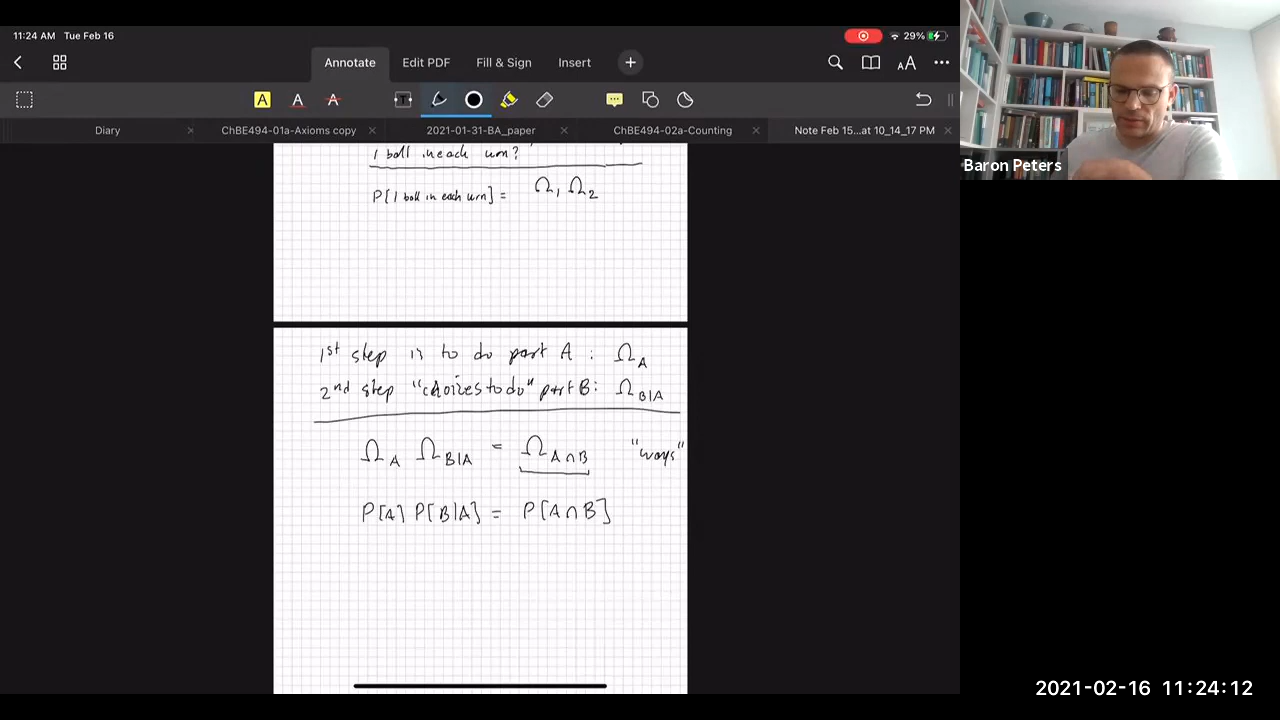 11:24 AM Tue Feb 16
29%
Annotate Edit PDF Fill & Sign Insert
Diary ChBE494-01a-Axioms copy 2021-01-31-BA_paper ChBE494-02a-Counting Note Feb 15...at 10_14_17 PM
Baron Peters
1 ball in each urn?
P[1 ball in each urn] = Ω₁ Ω₂
1st step is to do part A : Ω_A
2nd step "choices to do" part B: Ω_B|A
Ω_A Ω_B|A = Ω_A∩B "ways"
P[A] P[B|A] = P[A∩B]
2021-02-16 11:24:12